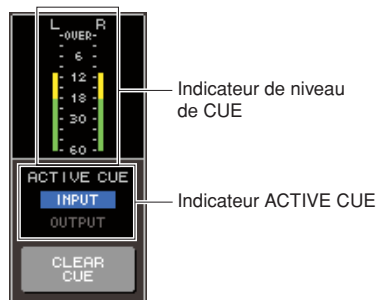 L R
-OVER-
6
12
18
30
60
Indicateur de niveau
de CUE
ACTIVE CUE
INPUT
OUTPUT
Indicateur ACTIVE CUE
CLEAR
CUE